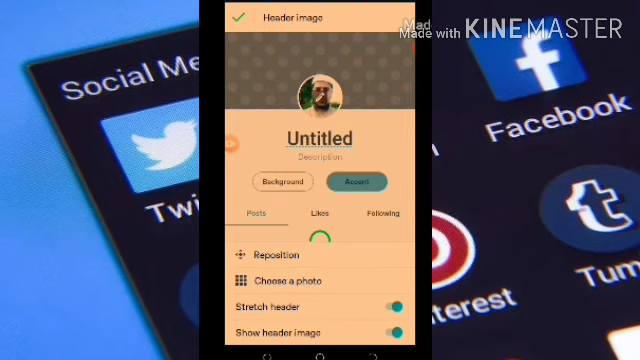 Header image
Mad
Made with KINEMASTER
Social Me
Facebook
Twi
Untitled
Description
Background
Accent
Posts
Likes
Following
Reposition
Choose a photo
Stretch header
Show header image
terest
Tum